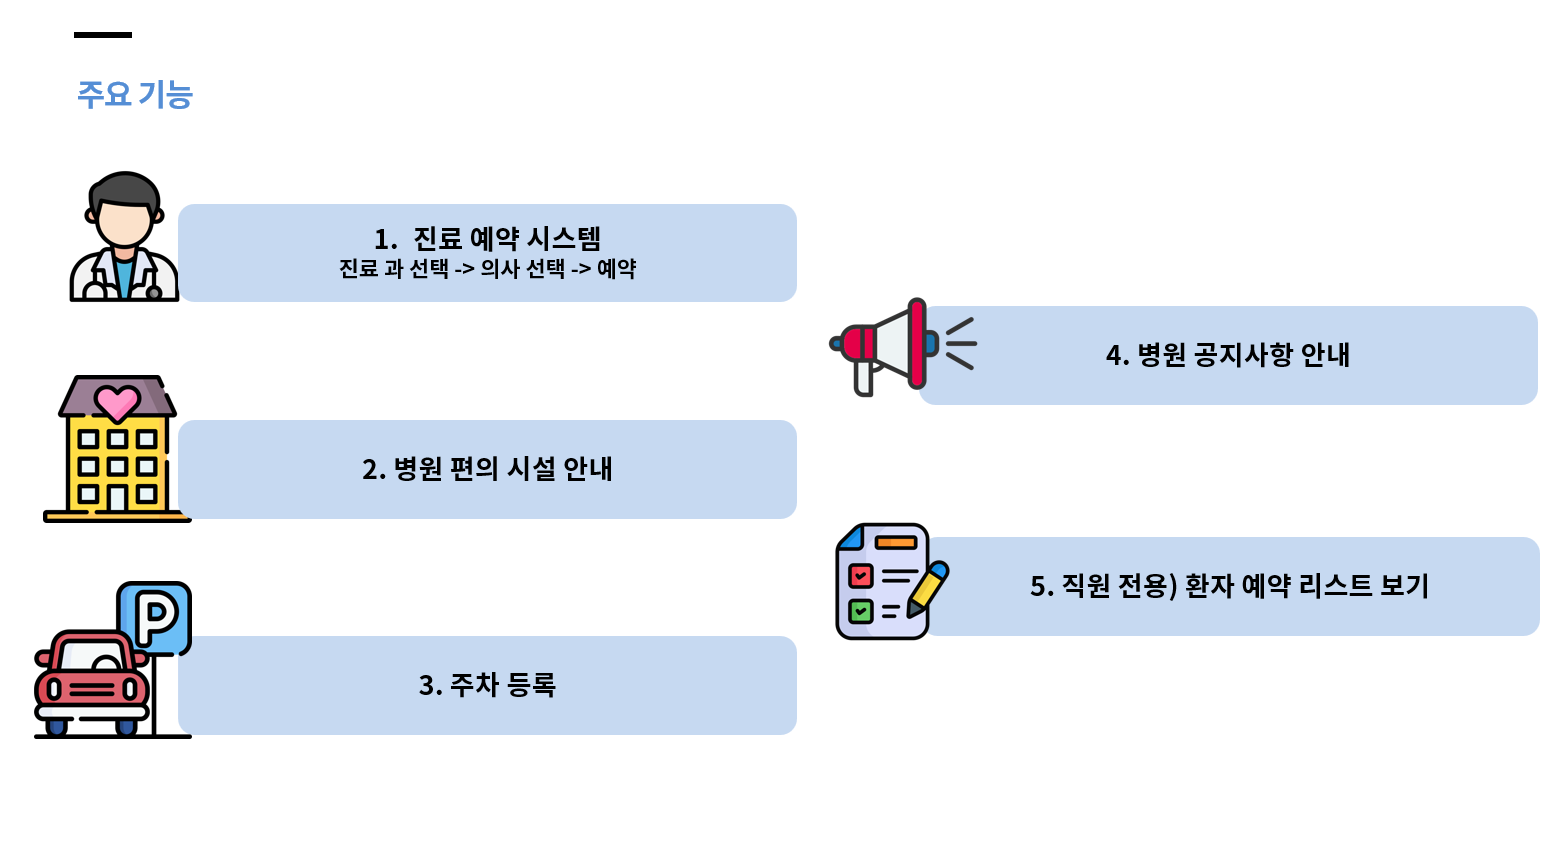 주요 기능
1. 진료 예약 시스템
진료 과 선택 -> 의사 선택 -> 예약
2. 병원 편의 시설 안내
P
3. 주차 등록
4. 병원 공지사항 안내
5. 직원 전용) 환자 예약 리스트 보기